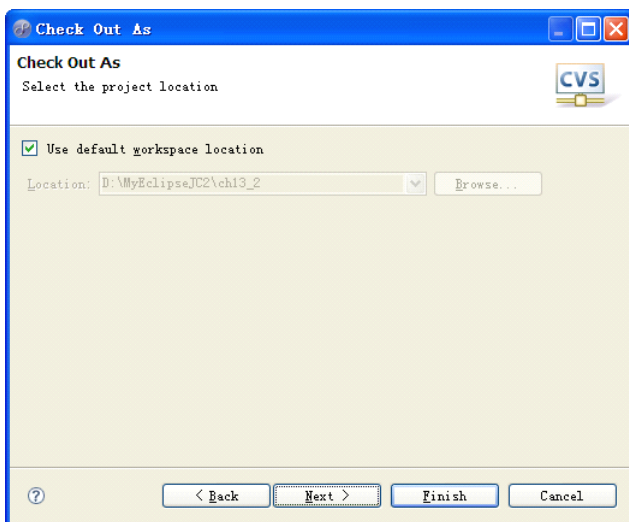 Check Out As
Check Out As
Select the project location
CVS
Use default workspace location
Location: D:\MyEclipseJC2\ch13_2 Browse...
? < Back Next > Finish Cancel